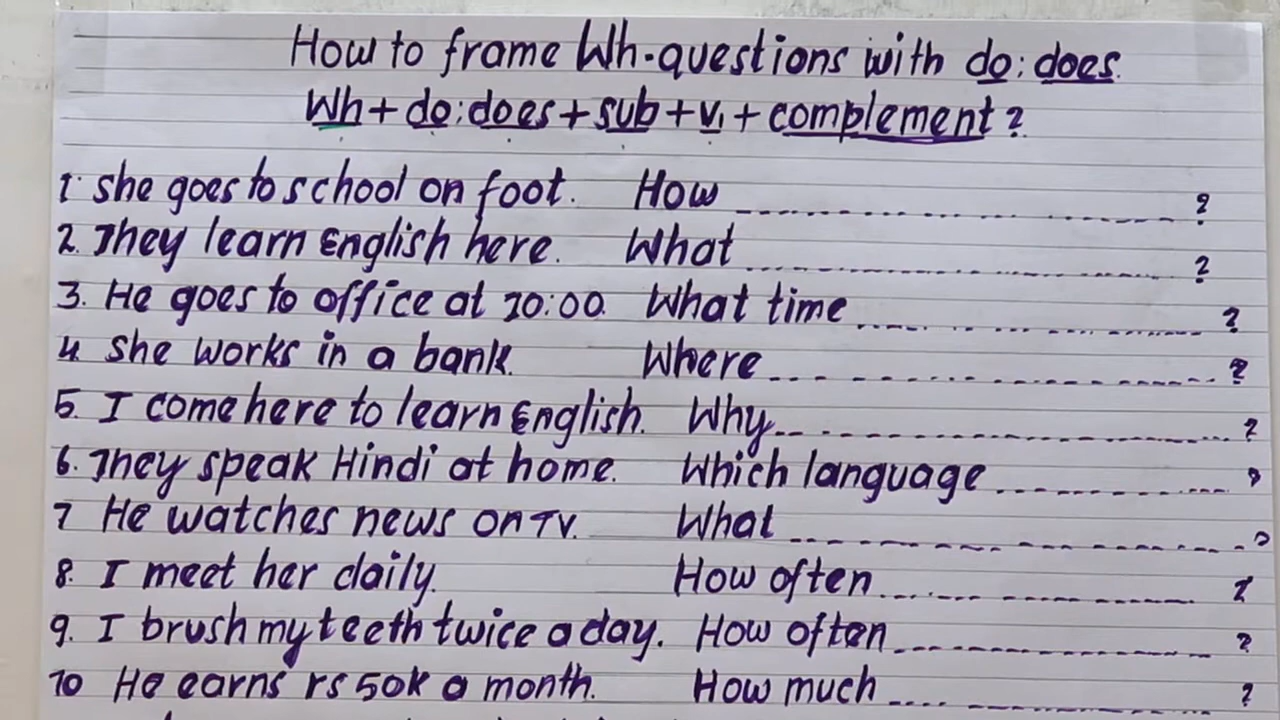 How to frame Wh-questions with do:does.
Wh + do:does + sub + v1 + complement?
1. she goes to school on foot. How ........................ ?
2. They learn English here. What ........................ ?
3. He goes to office at 10:00. What time ........................ ?
4. she works in a bank. Where ........................ ?
5. I come here to learn English. Why ........................ ?
6. They speak Hindi at home. Which language ........................ ?
7 He watches news on TV. What ........................ ?
8. I meet her daily. How often ........................ ?
9. I brush my teeth twice a day. How often ........................ ?
10 He earns rs 50k a month. How much ........................ ?